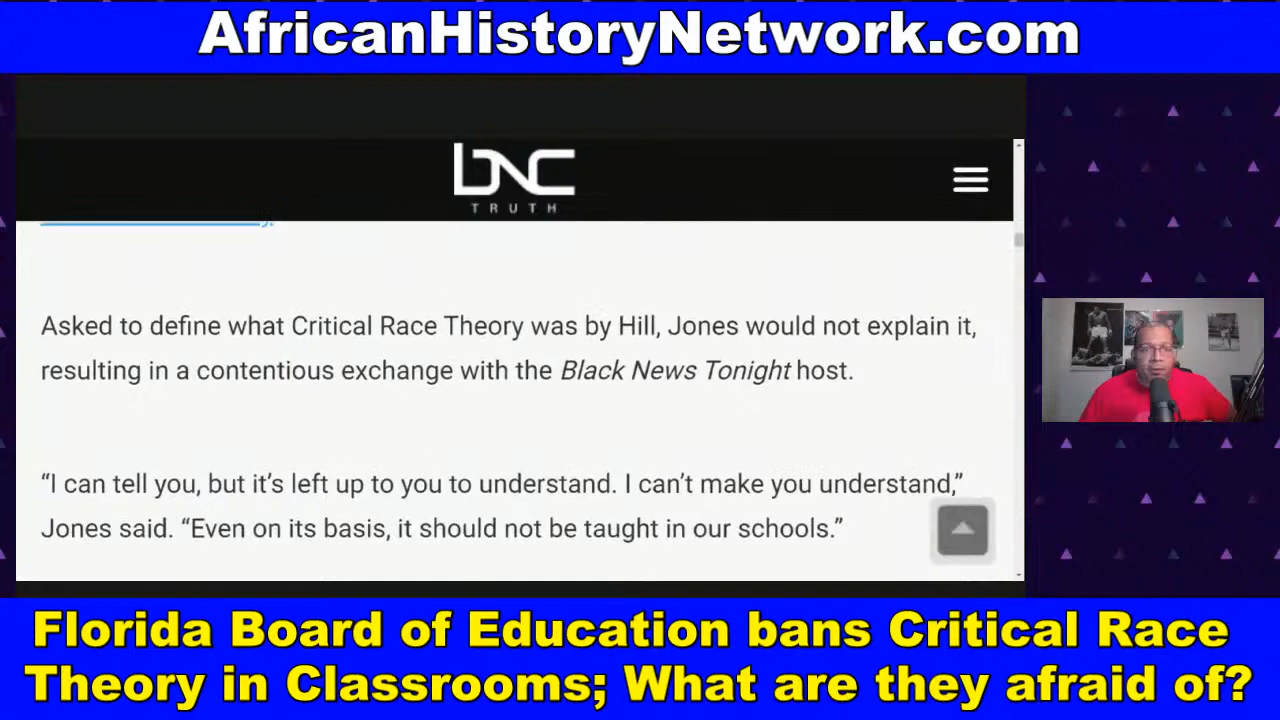 AfricanHistoryNetwork.com
bnc
TRUTH
Asked to define what Critical Race Theory was by Hill, Jones would not explain it,
resulting in a contentious exchange with the Black News Tonight host.
“I can tell you, but it’s left up to you to understand. I can’t make you understand,”
Jones said. “Even on its basis, it should not be taught in our schools.”
Florida Board of Education bans Critical Race
Theory in Classrooms; What are they afraid of?